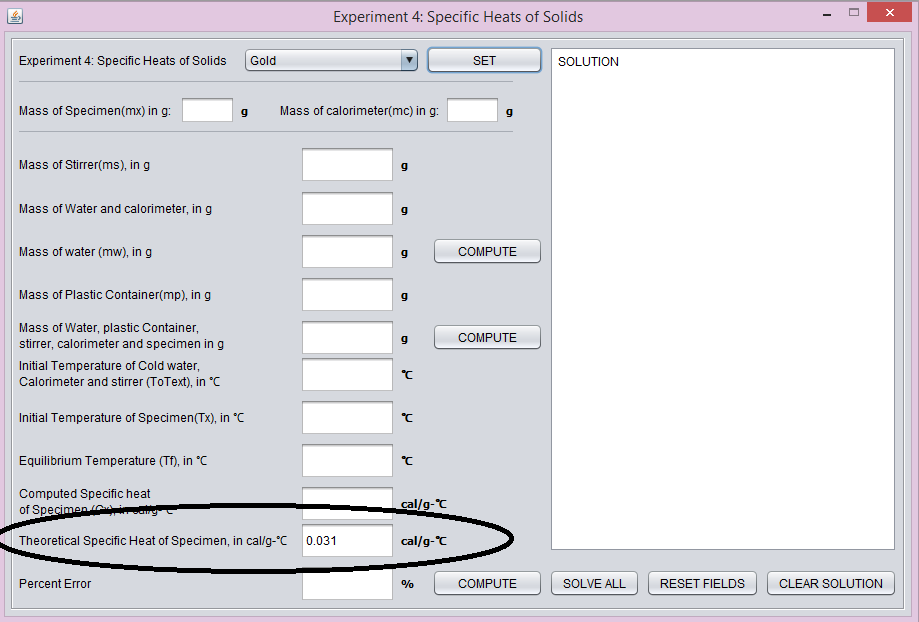 Experiment 4: Specific Heats of Solids
Experiment 4: Specific Heats of Solids Gold SET
SOLUTION
Mass of Specimen(mx) in g: g Mass of calorimeter(mc) in g: g
Mass of Stirrer(ms), in g g
Mass of Water and calorimeter, in g g
Mass of water (mw), in g g COMPUTE
Mass of Plastic Container(mp), in g g
Mass of Water, plastic Container,
stirrer, calorimeter and specimen in g g COMPUTE
Initial Temperature of Cold water,
Calorimeter and stirrer (ToText), in °C °C
Initial Temperature of Specimen(Tx), in °C °C
Equilibrium Temperature (Tf), in °C °C
Computed Specific heat
of Specimen (Cx), in cal/g-°C cal/g-°C
Theoretical Specific Heat of Specimen, in cal/g-°C 0.031 cal/g-°C
Percent Error % COMPUTE SOLVE ALL RESET FIELDS CLEAR SOLUTION